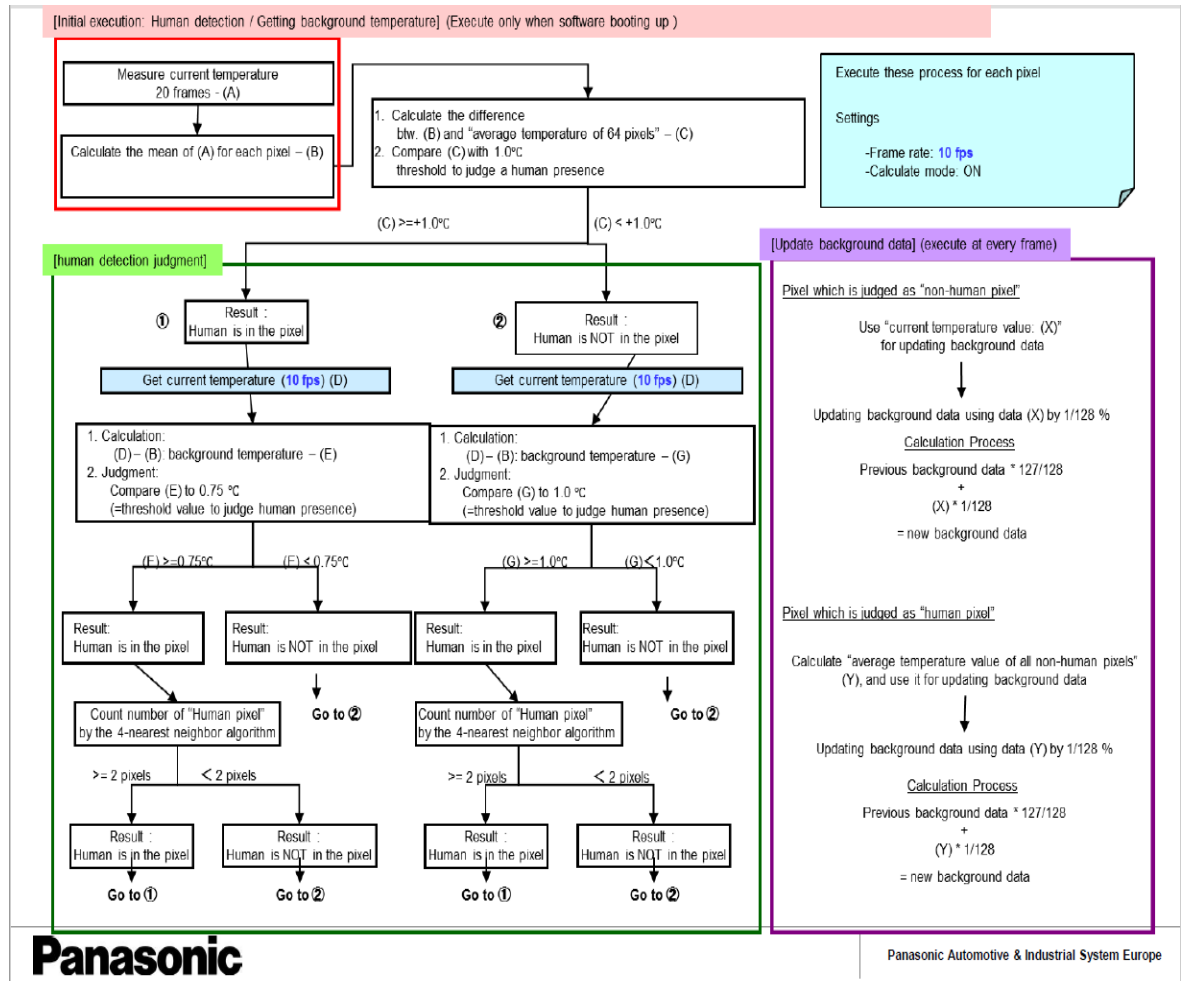 [Initial execution: Human detection / Getting background temperature] (Execute only when software booting up )
Measure current temperature
20 frames - (A)
Calculate the mean of (A) for each pixel – (B)
1. Calculate the difference
btw. (B) and “average temperature of 64 pixels” – (C)
2. Compare (C) with 1.0℃
threshold to judge a human presence
Execute these process for each pixel
Settings
-Frame rate: 10 fps
-Calculate mode: ON
(C) >=+1.0℃
(C) < +1.0℃
[human detection judgment]
①
Result :
Human is in the pixel
②
Result :
Human is NOT in the pixel
Get current temperature (10 fps) (D)
Get current temperature (10 fps) (D)
1. Calculation:
(D) – (B): background temperature – (E)
2. Judgment:
Compare (E) to 0.75 ℃
(=threshold value to judge human presence)
1. Calculation:
(D) – (B): background temperature – (G)
2. Judgment:
Compare (G) to 1.0 ℃
(=threshold value to judge human presence)
(E) >=0.75℃
(E) < 0.75℃
(G) >=1.0℃
(G) < 1.0℃
Result:
Human is in the pixel
Result:
Human is NOT in the pixel
Result:
Human is in the pixel
Result:
Human is NOT in the pixel
Go to ②
Go to ②
Count number of “Human pixel”
by the 4-nearest neighbor algorithm
Count number of “Human pixel”
by the 4-nearest neighbor algorithm
>= 2 pixels
< 2 pixels
>= 2 pixels
< 2 pixels
Result :
Human is in the pixel
Result :
Human is NOT in the pixel
Result :
Human is in the pixel
Result :
Human is NOT in the pixel
Go to ①
Go to ②
Go to ①
Go to ②
[Update background data] (execute at every frame)
Pixel which is judged as “non-human pixel”
Use “current temperature value: (X)”
for updating background data
Updating background data using data (X) by 1/128 %
Calculation Process
Previous background data * 127/128
+
(X) * 1/128
= new background data
Pixel which is judged as “human pixel”
Calculate “average temperature value of all non-human pixels”
(Y), and use it for updating background data
Updating background data using data (Y) by 1/128 %
Calculation Process
Previous background data * 127/128
+
(Y) * 1/128
= new background data
Panasonic
Panasonic Automotive & Industrial System Europe